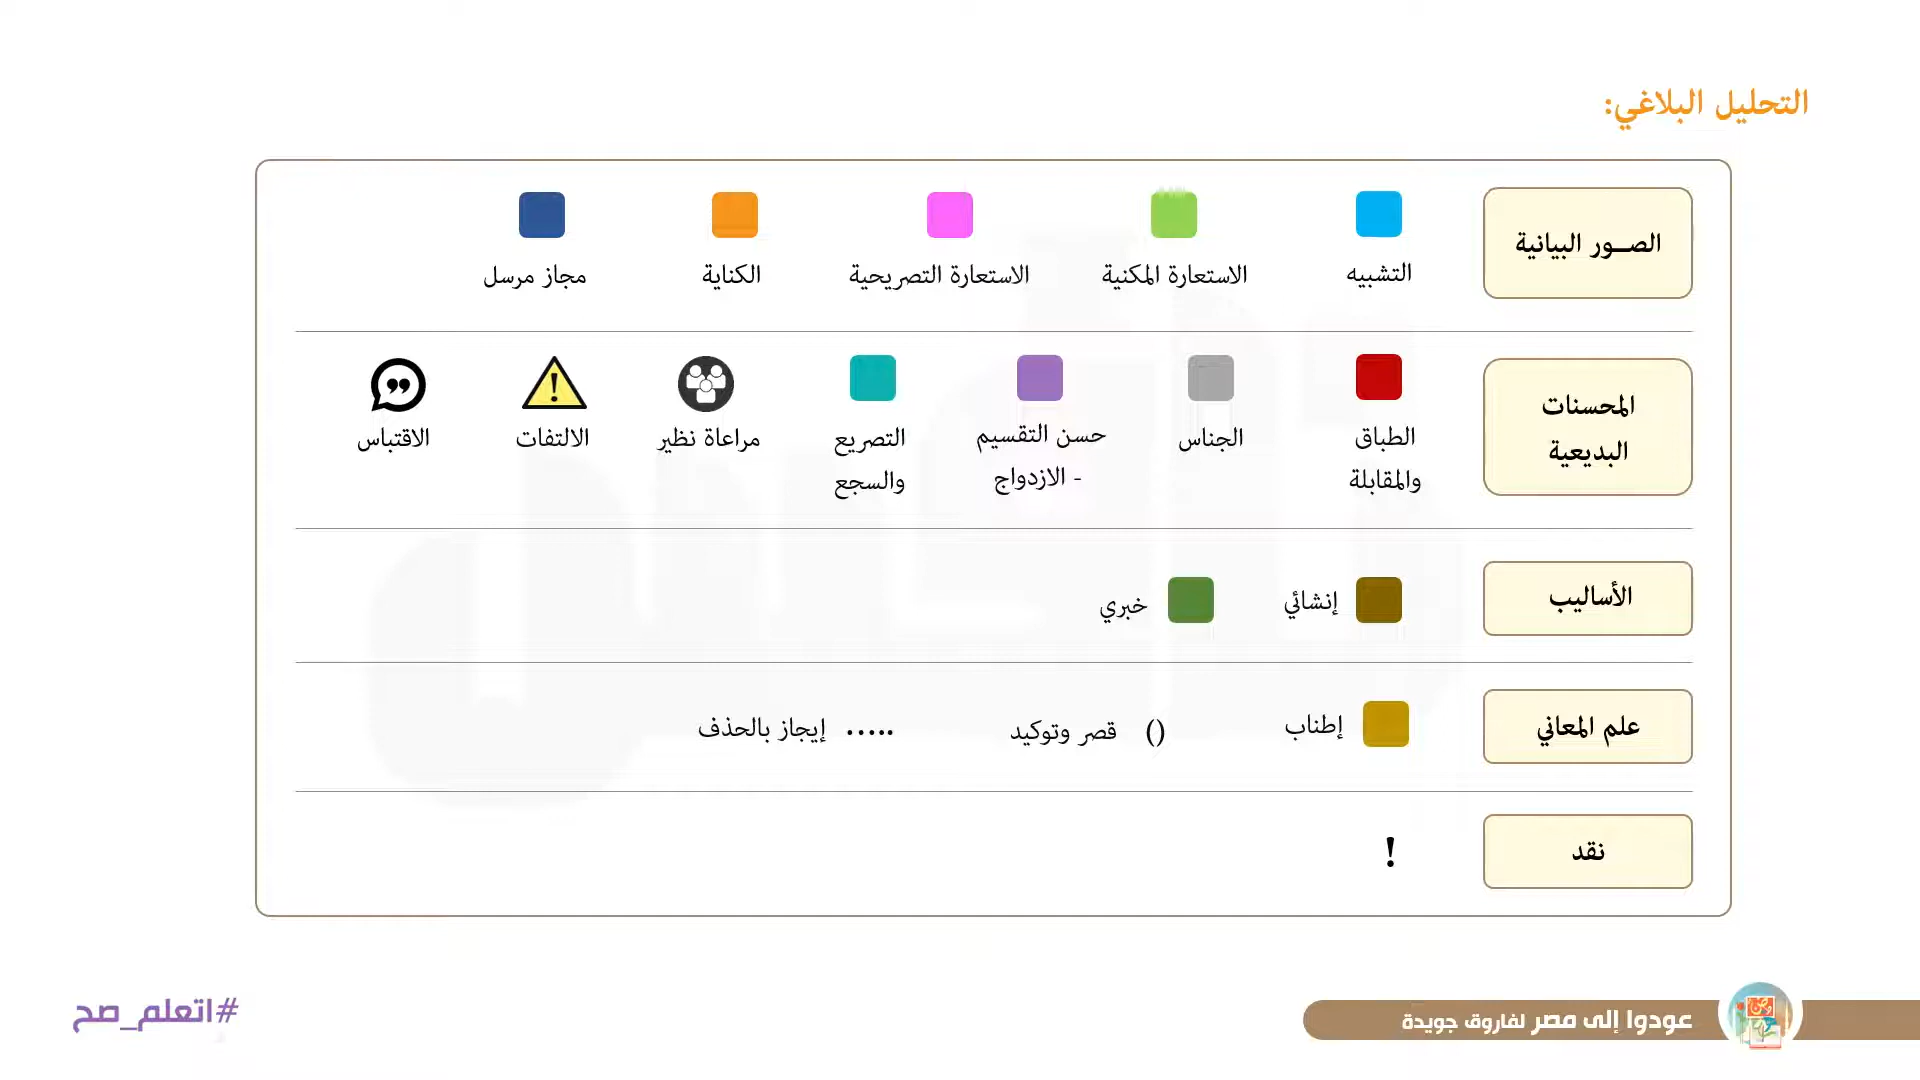 التحليل البلاغي:
الصـور البيانية
التشبيه
الاستعارة المكنية
الاستعارة التصريحية
الكناية
مجاز مرسل
المحسنات
البديعية
الطباق
والمقابلة
الجناس
حسن التقسيم
- الازدواج
التصريع
والسجع
مراعاة نظير
الالتفات
الاقتباس
الأساليب
إنشائي
خبري
علم المعاني
إطناب
() قصر وتوكيد
..... إيجاز بالحذف
نقد
!
عودوا إلى مصر لفاروق جويدة
#اتعلم_صح